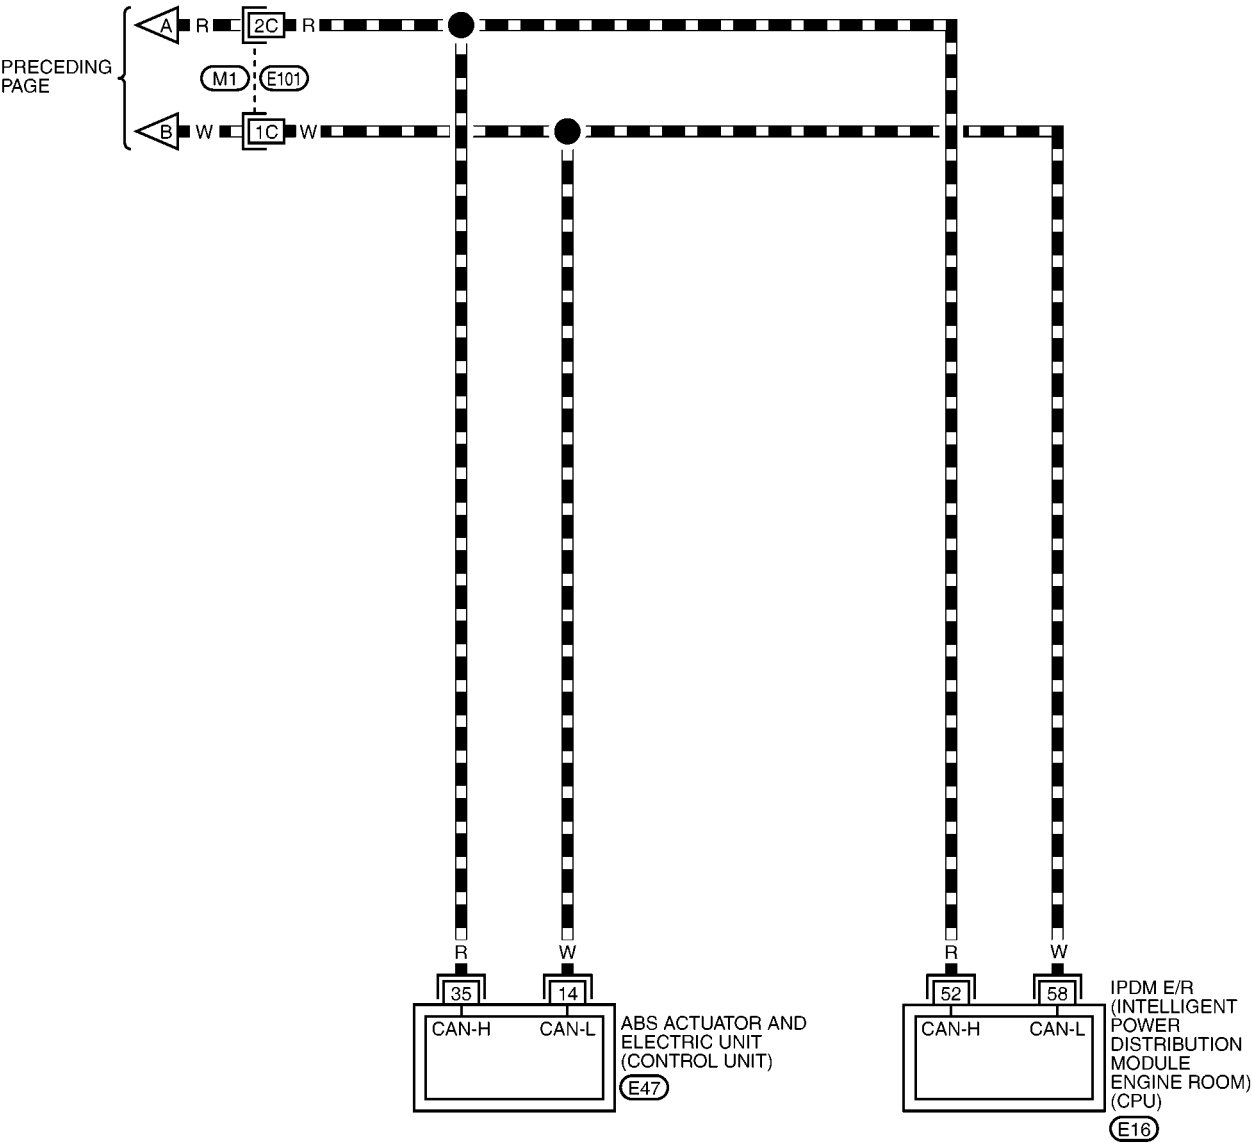 A R 2C R
PRECEDING
PAGE
M1 E101
B W 1C W
R W R W
35 14 52 58
CAN-H CAN-L
ABS ACTUATOR AND
ELECTRIC UNIT
(CONTROL UNIT)
E47
CAN-H CAN-L
IPDM E/R
(INTELLIGENT
POWER
DISTRIBUTION
MODULE
ENGINE ROOM)
(CPU)
E16